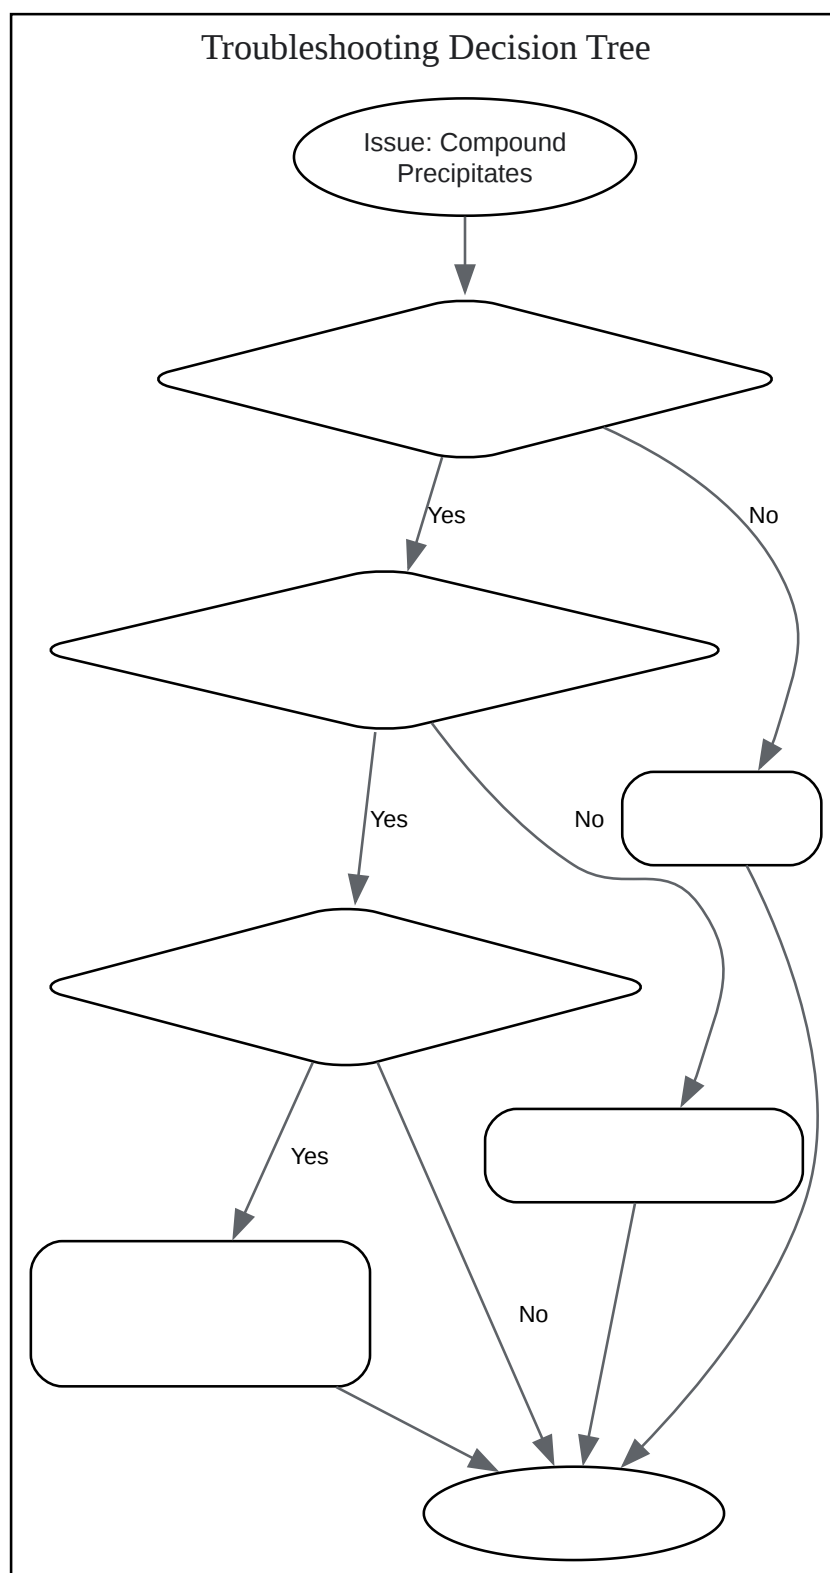 Troubleshooting Decision Tree
Issue: Compound
Precipitates
Yes
No
Yes
No
Yes
No